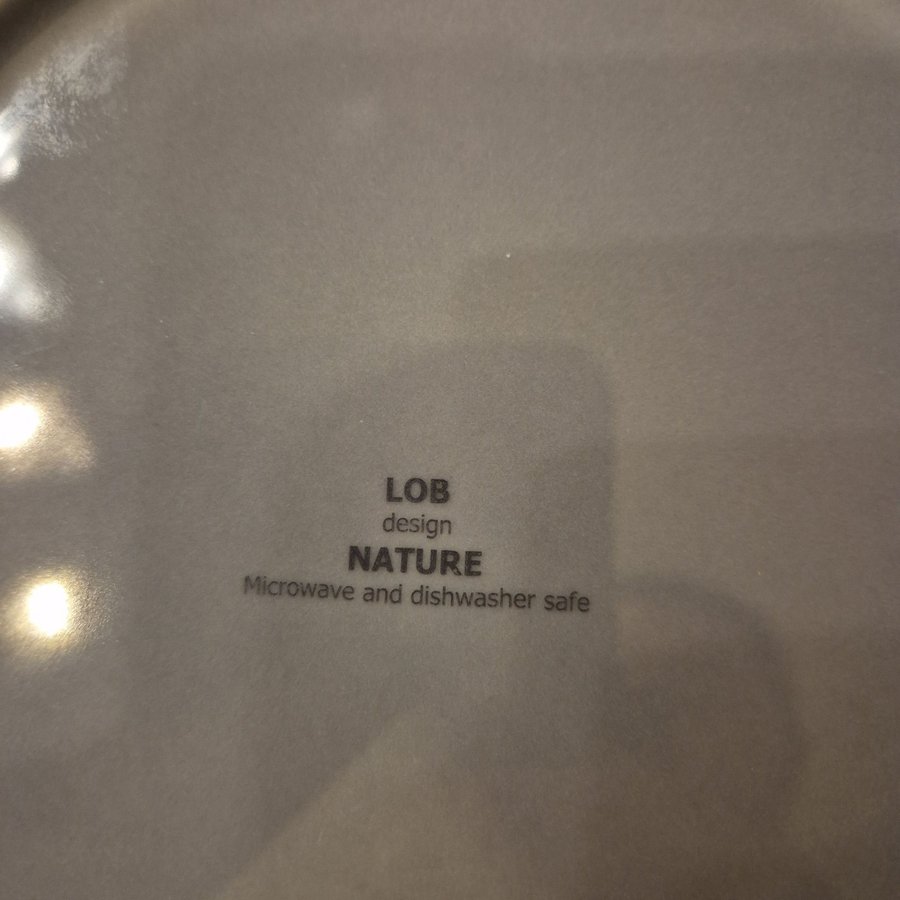 LOB
design
NATURE
Microwave and dishwasher safe